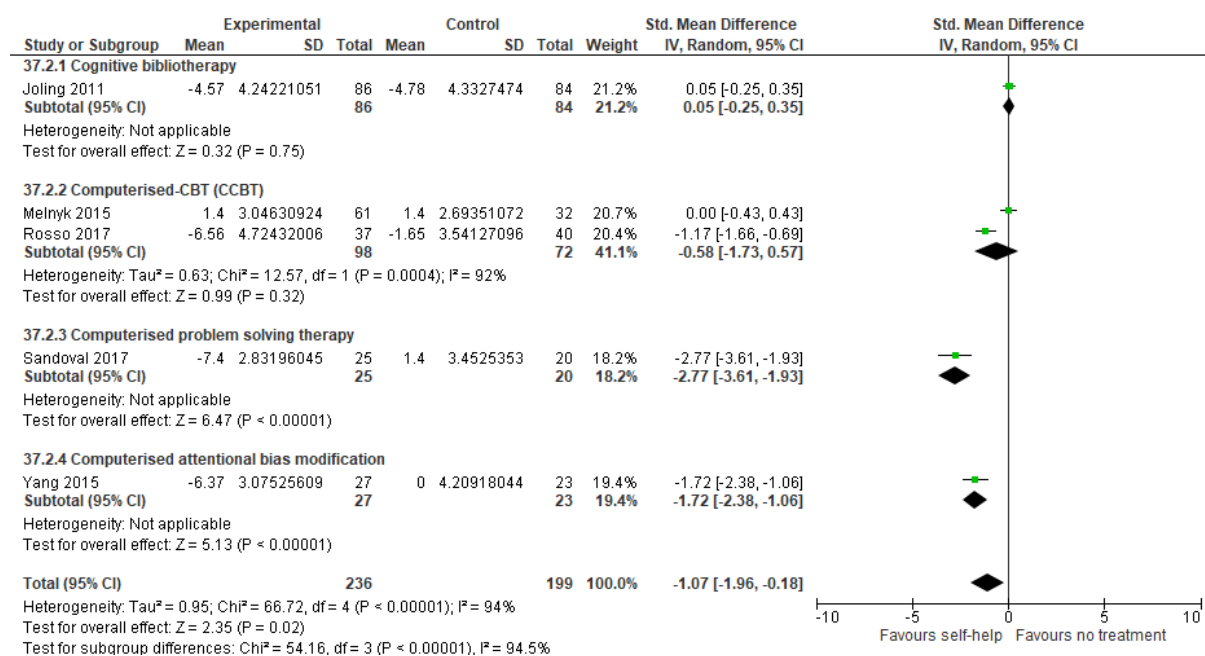 Experimental Control Std. Mean Difference Std. Mean Difference
Study or Subgroup Mean SD Total Mean SD Total Weight IV, Random, 95% CI IV, Random, 95% CI
37.2.1 Cognitive bibliotherapy
Joling 2011 -4.57 4.24221051 86 -4.78 4.3327474 84 21.2% 0.05 [-0.25, 0.35]
Subtotal (95% CI) 86 84 21.2% 0.05 [-0.25, 0.35]
Heterogeneity: Not applicable
Test for overall effect: Z = 0.32 (P = 0.75)
37.2.2 Computerised-CBT (CCBT)
Melnyk 2015 1.4 3.04630924 61 1.4 2.69351072 32 20.7% 0.00 [-0.43, 0.43]
Rosso 2017 -6.56 4.72432006 37 -1.65 3.54127096 40 20.4% -1.17 [-1.66, -0.69]
Subtotal (95% CI) 98 72 41.1% -0.58 [-1.73, 0.57]
Heterogeneity: Tau² = 0.63; Chi² = 12.57, df = 1 (P = 0.0004); I² = 92%
Test for overall effect: Z = 0.99 (P = 0.32)
37.2.3 Computerised problem solving therapy
Sandoval 2017 -7.4 2.83196045 25 1.4 3.4525353 20 18.2% -2.77 [-3.61, -1.93]
Subtotal (95% CI) 25 20 18.2% -2.77 [-3.61, -1.93]
Heterogeneity: Not applicable
Test for overall effect: Z = 6.47 (P < 0.00001)
37.2.4 Computerised attentional bias modification
Yang 2015 -6.37 3.07525609 27 0 4.20918044 23 19.4% -1.72 [-2.38, -1.06]
Subtotal (95% CI) 27 23 19.4% -1.72 [-2.38, -1.06]
Heterogeneity: Not applicable
Test for overall effect: Z = 5.13 (P < 0.00001)
Total (95% CI) 236 199 100.0% -1.07 [-1.96, -0.18]
Heterogeneity: Tau² = 0.95; Chi² = 66.72, df = 4 (P < 0.00001); I² = 94%
Test for overall effect: Z = 2.35 (P = 0.02)
Test for subgroup differences: Chi² = 54.16, df = 3 (P < 0.00001), I² = 94.5%
-10 -5 0 5 10
Favours self-help Favours no treatment